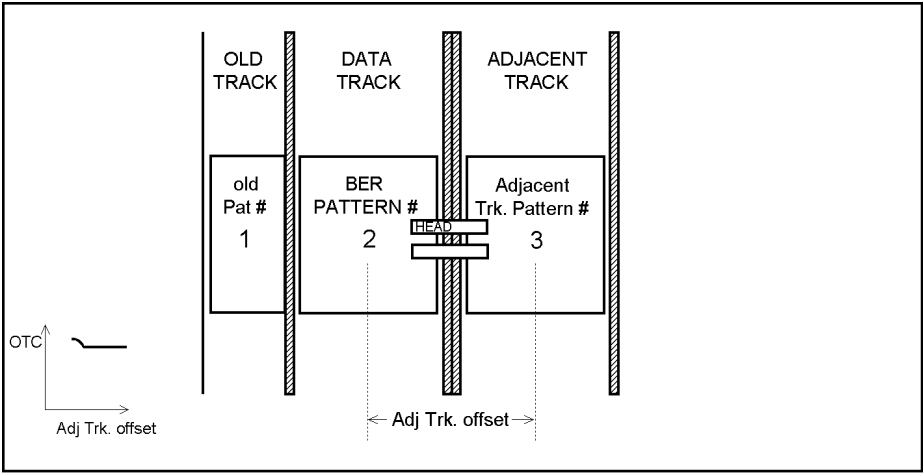 OLD
TRACK
DATA
TRACK
ADJACENT
TRACK
old
Pat #
1
BER
PATTERN #
2
Adjacent
Trk. Pattern #
3
HEAD
OTC
Adj Trk. offset
Adj Trk. offset